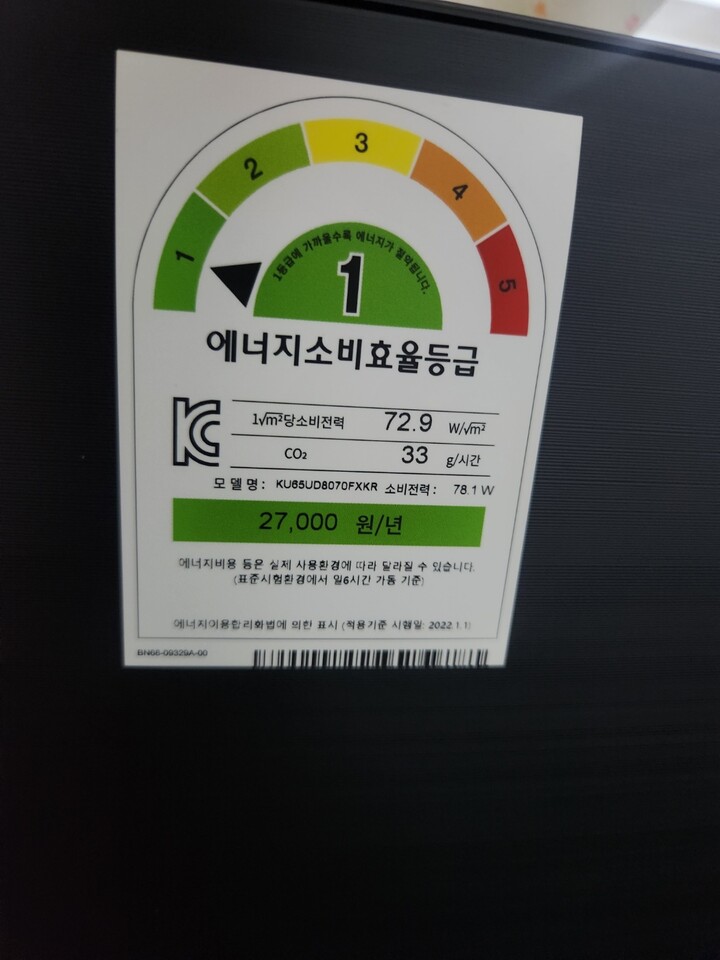 1
2
3
4
5
1등급에 가까울수록 에너지가 절약됩니다.
1
에너지소비효율등급
1√m²당소비전력 72.9 W/√m²
CO₂ 33 g/시간
모델명: KU65UD8070FXKR 소비전력: 78.1 W
27,000 원/년
에너지비용 등은 실제 사용환경에 따라 달라질 수 있습니다.
(표준시험환경에서 일6시간 가동 기준)
에너지이용합리화법에 의한 표시 (적용기준 시행일: 2022.1.1)
BN68-09329A-00